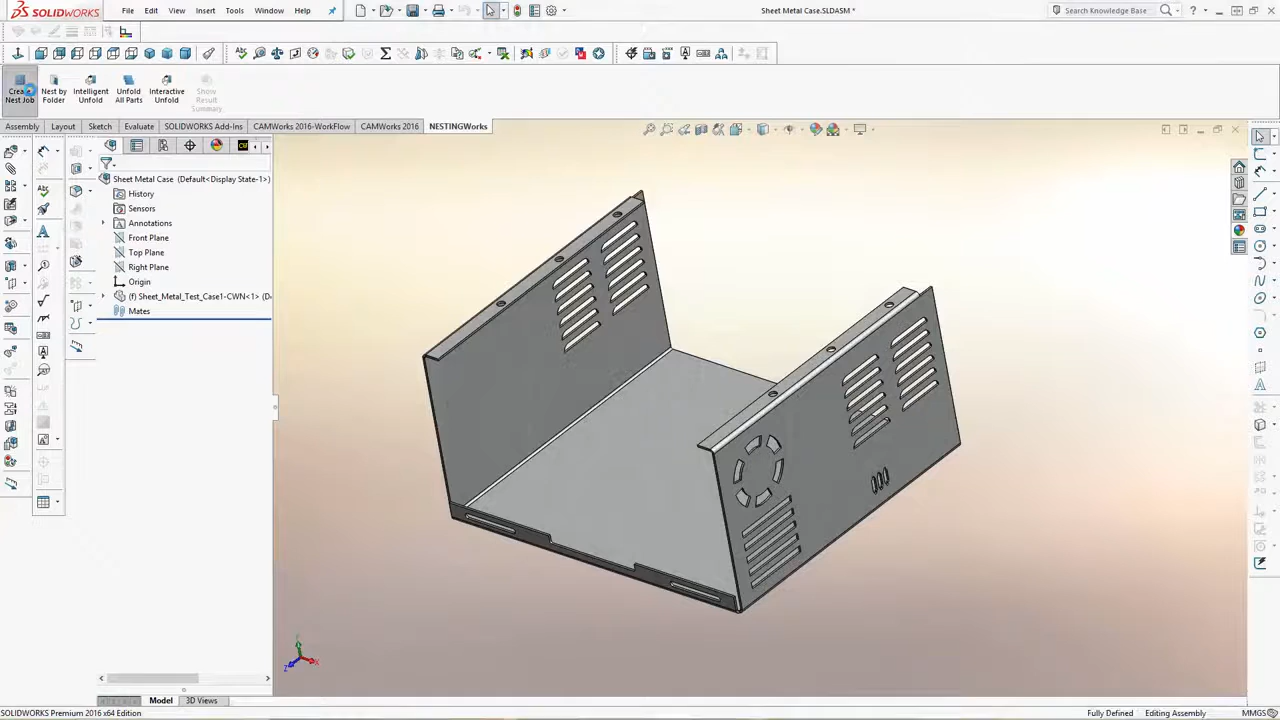 SOLIDWORKS File Edit View Insert Tools Window Help Sheet Metal Case.SLDASM * Search Knowledge Base
Nest Job
Nest by Folder
Intelligent Unfold
Unfold All Parts
Interactive Unfold
Show Result Summary
Assembly Layout Sketch Evaluate SOLIDWORKS Add-Ins CAMWorks 2016-WorkFlow CAMWorks 2016 NESTINGWorks
Sheet Metal Case (Default<Display State-1>)
History
Sensors
Annotations
Front Plane
Top Plane
Right Plane
Origin
(f) Sheet_Metal_Test_Case1-CWN<1> (D
Mates
Model 3D Views
SOLIDWORKS Premium 2016 x64 Edition Fully Defined Editing Assembly MMGS